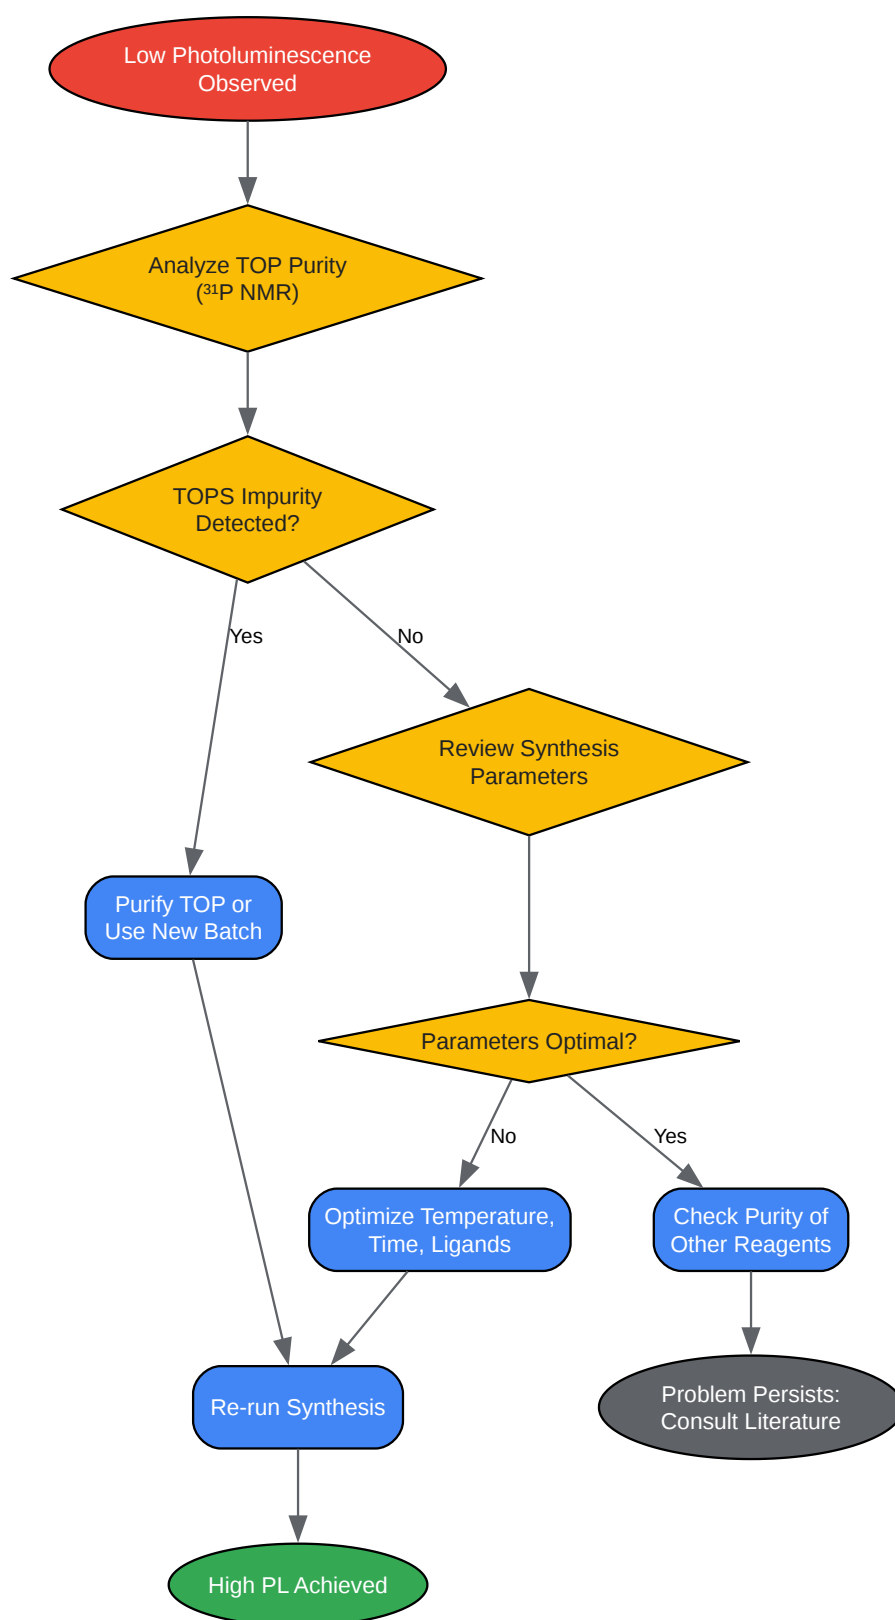 Low Photoluminescence
Observed
Analyze TOP Purity
(³¹P NMR)
TOPS Impurity
Detected?
Yes
No
Review Synthesis
Parameters
Purify TOP or
Use New Batch
Parameters Optimal?
No
Yes
Optimize Temperature,
Time, Ligands
Check Purity of
Other Reagents
Re-run Synthesis
Problem Persists:
Consult Literature
High PL Achieved